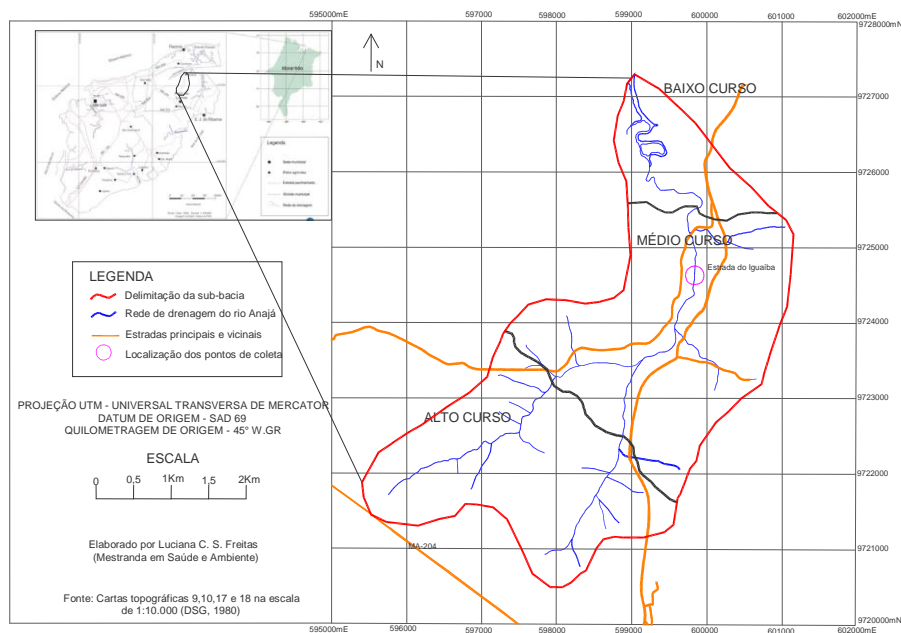 595000mE
597000
598000
599000
600000
601000
602000mE
9728000mN
N
BAIXO CURSO
9727000
9726000
MÉDIO CURSO
9725000
Estrada do Iguaíba
Legenda
LEGENDA
Delimitação da sub-bacia
Rede de drenagem do rio Anajá
Estradas principais e vicinais
Localização dos pontos de coleta
9724000
9723000
PROJEÇÃO UTM - UNIVERSAL TRANSVERSA DE MERCATOR
DATUM DE ORIGEM - SAD 69
QUILOMETRAGEM DE ORIGEM - 45° W.GR
ALTO CURSO
ESCALA
0 0,5 1Km 1,5 2Km
9722000
Elaborado por Luciana C. S. Freitas
(Mestranda em Saúde e Ambiente)
MA-204
9721000
Fonte: Cartas topográficas 9,10,17 e 18 na escala
de 1:10.000 (DSG, 1980)
9720000mN
595000mE
596000
597000
598000
599000
600000
601000
602000mE